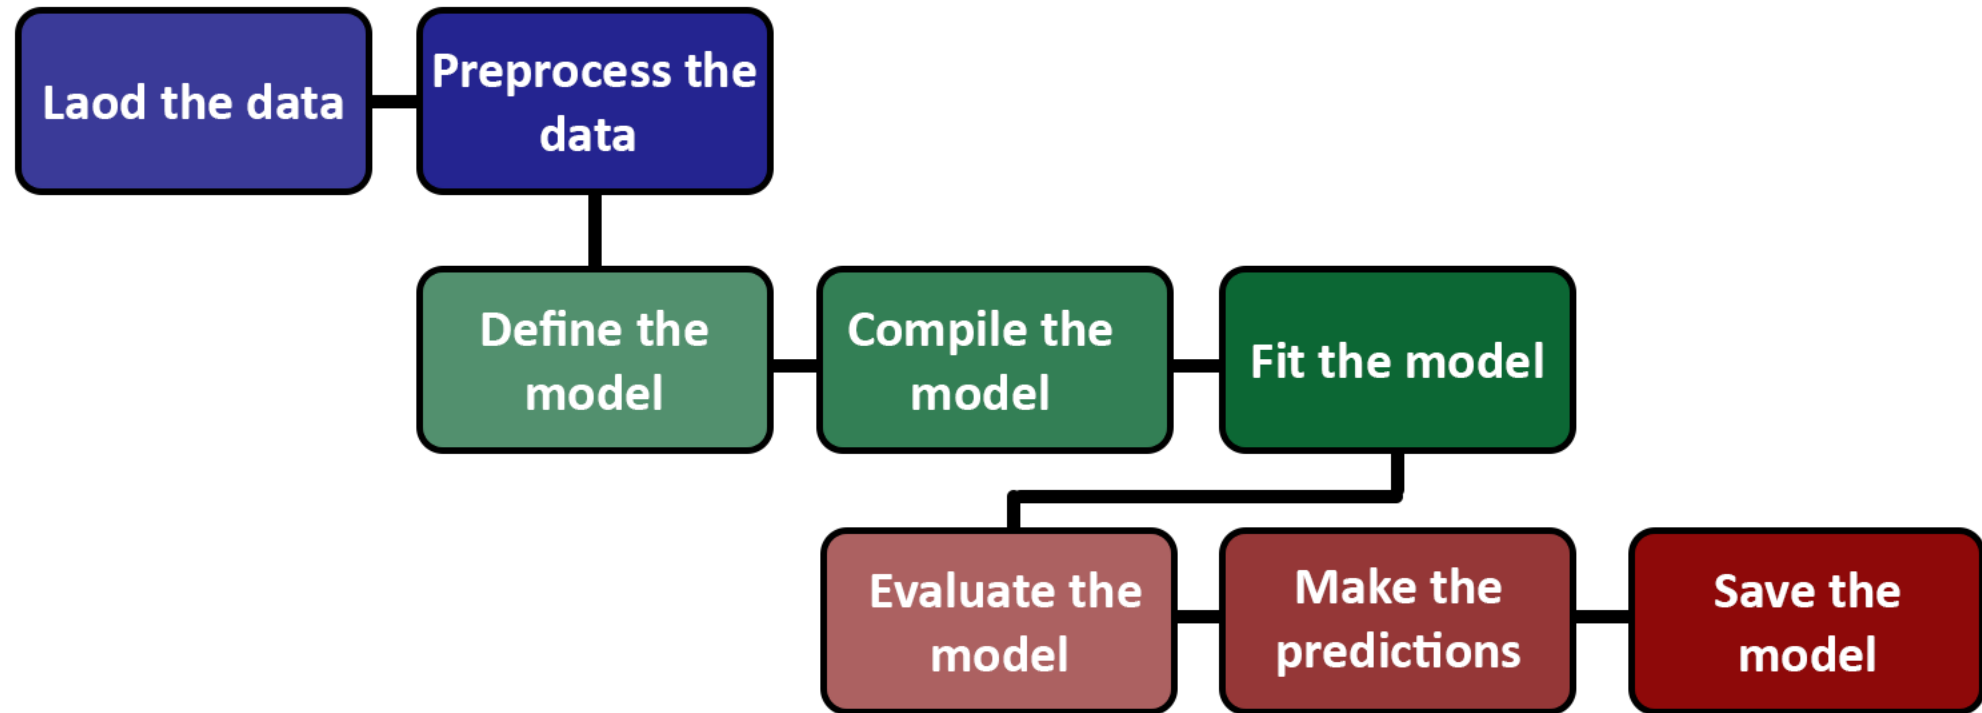 Laod the data
Preprocess the
data
Define the
model
Compile the
model
Fit the model
Evaluate the
model
Make the
predictions
Save the
model